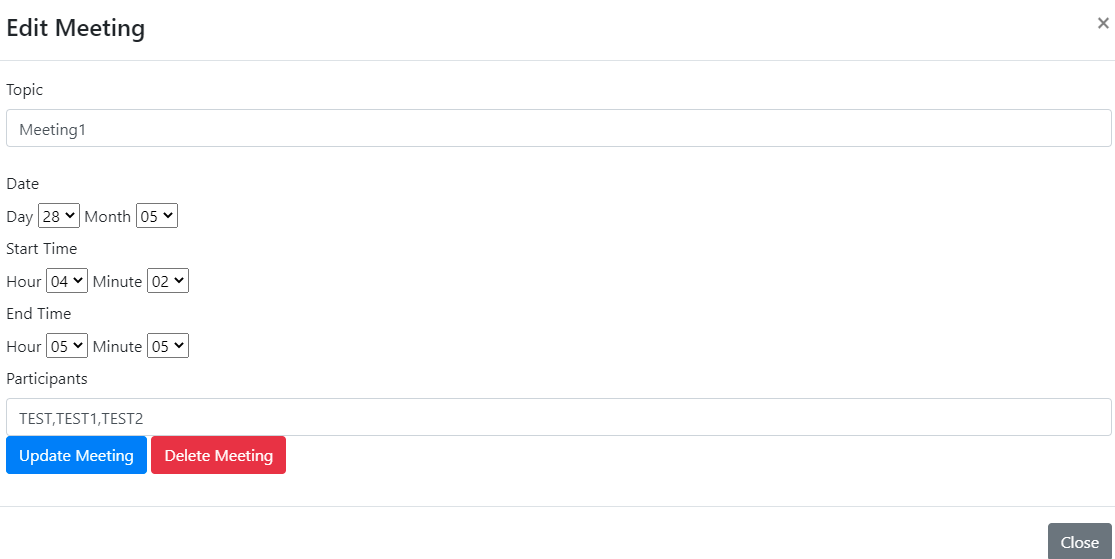 Edit Meeting ×
Topic
Meeting1
Date
Day 28 Month 05
Start Time
Hour 04 Minute 02
End Time
Hour 05 Minute 05
Participants
TEST,TEST1,TEST2
Update Meeting Delete Meeting
Close